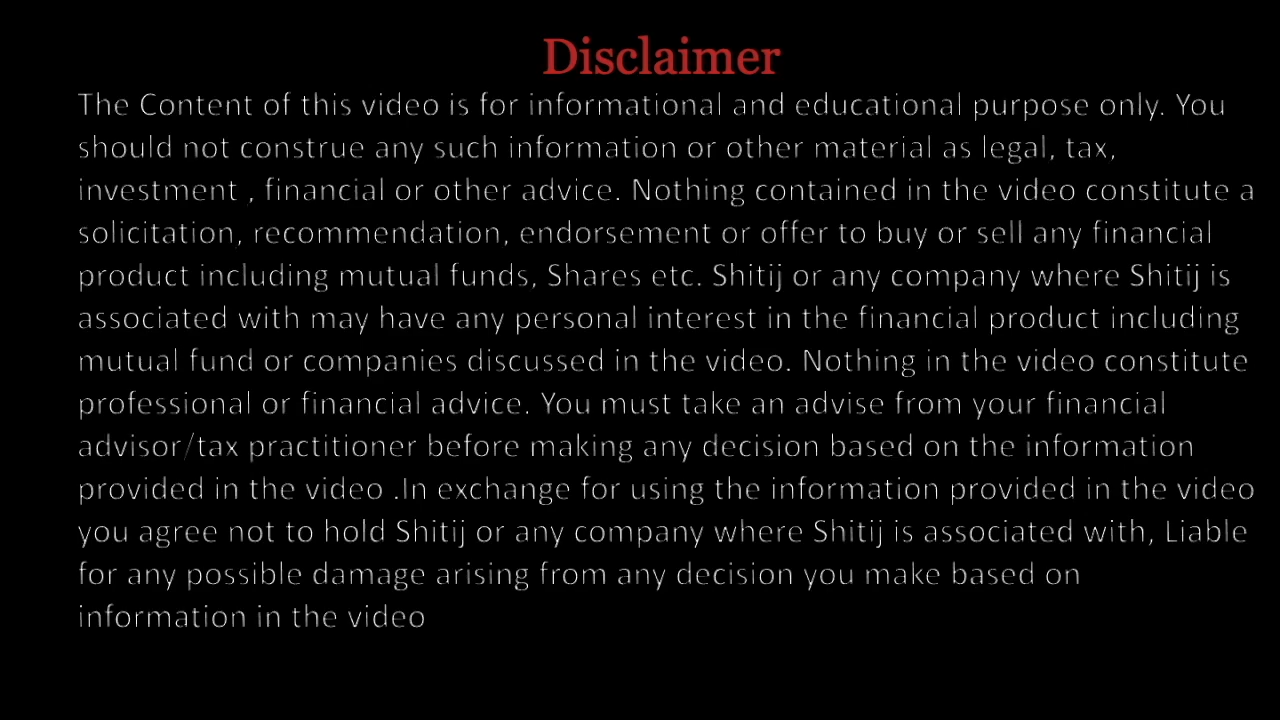 Disclaimer
The Content of this video is for informational and educational purpose only. You
should not construe any such information or other material as legal, tax,
investment , financial or other advice. Nothing contained in the video constitute a
solicitation, recommendation, endorsement or offer to buy or sell any financial
product including mutual funds, Shares etc. Shitij or any company where Shitij is
associated with may have any personal interest in the financial product including
mutual fund or companies discussed in the video. Nothing in the video constitute
professional or financial advice. You must take an advise from your financial
advisor/tax practitioner before making any decision based on the information
provided in the video .In exchange for using the information provided in the video
you agree not to hold Shitij or any company where Shitij is associated with, Liable
for any possible damage arising from any decision you make based on
information in the video